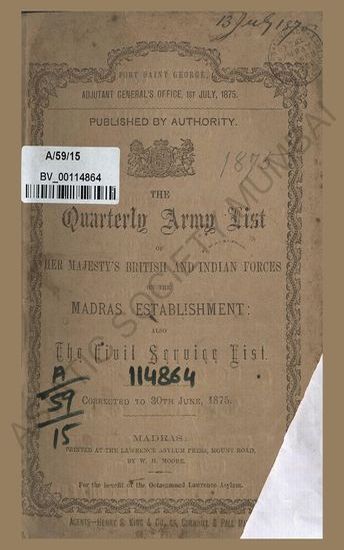 13 July 1875
FORT SAINT GEORGE,
ADJUTANT GENERAL'S OFFICE, 1ST JULY, 1875.
PUBLISHED BY AUTHORITY.
A/59/15
BV_00114864
187
THE
Quarterly Army List
OF
HER MAJESTY'S BRITISH AND INDIAN FORCES
ON THE
MADRAS ESTABLISHMENT:
ALSO
The Civil Service List.
A
59
15
114864
CORRECTED TO 30TH JUNE, 1875.
MADRAS:
PRINTED AT THE LAWRENCE ASYLUM PRESS, MOUNT ROAD,
BY W. H. MOORE.
For the benefit of the Ootacamund Lawrence Asylum.
AGENTS—HENRY S. KING & CO., 65, CORNHILL & PALL MA
ASIATIC SOCIETY MUMBAI